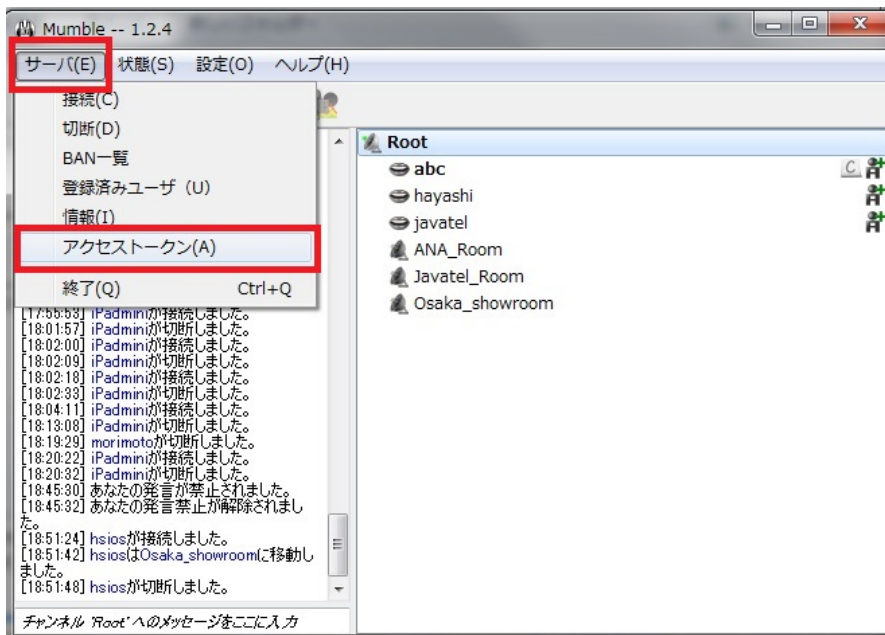 Mumble -- 1.2.4
サーバ(E) 状態(S) 設定(O) ヘルプ(H)
接続(C)
切断(D)
BAN一覧
登録済みユーザ (U)
情報(I)
アクセストークン(A)
終了(Q) Ctrl+Q
[17:55:53] iPadminiが接続しました。
[18:01:57] iPadminiが切断しました。
[18:02:00] iPadminiが接続しました。
[18:02:09] iPadminiが切断しました。
[18:02:18] iPadminiが接続しました。
[18:02:33] iPadminiが切断しました。
[18:04:11] iPadminiが接続しました。
[18:13:08] iPadminiが切断しました。
[18:19:29] morimotoが切断しました。
[18:20:22] iPadminiが接続しました。
[18:20:32] iPadminiが切断しました。
[18:45:30] あなたの発言が禁止されました。
[18:45:32] あなたの発言禁止が解除されまし
た。
[18:51:24] hsiosが接続しました。
[18:51:42] hsiosはOsaka_showroomに移動し
ました。
[18:51:48] hsiosが切断しました。
チャンネル 'Root' へのメッセージをここに入力
Root
abc C
hayashi
javatel
ANA_Room
Javatel_Room
Osaka_showroom